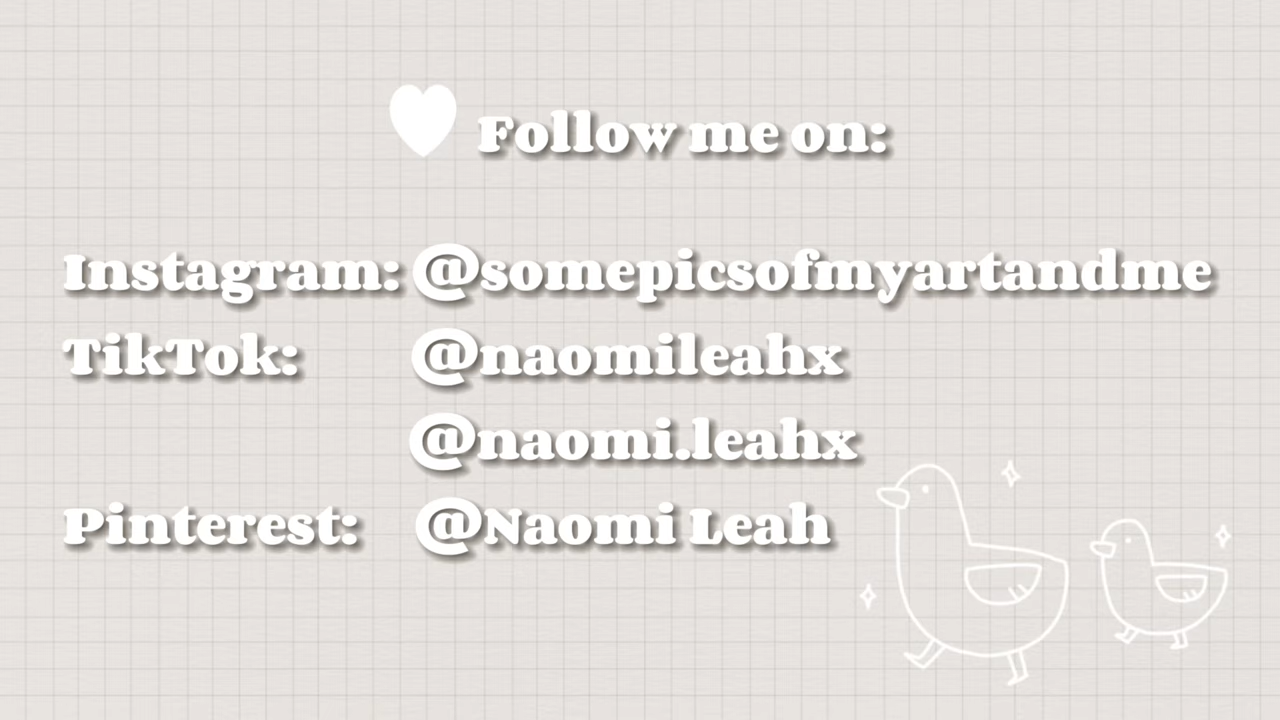 Follow me on:
Instagram: @somepicsofmyartandme
TikTok: @naomileahx
@naomi.leahx
Pinterest: @Naomi Leah